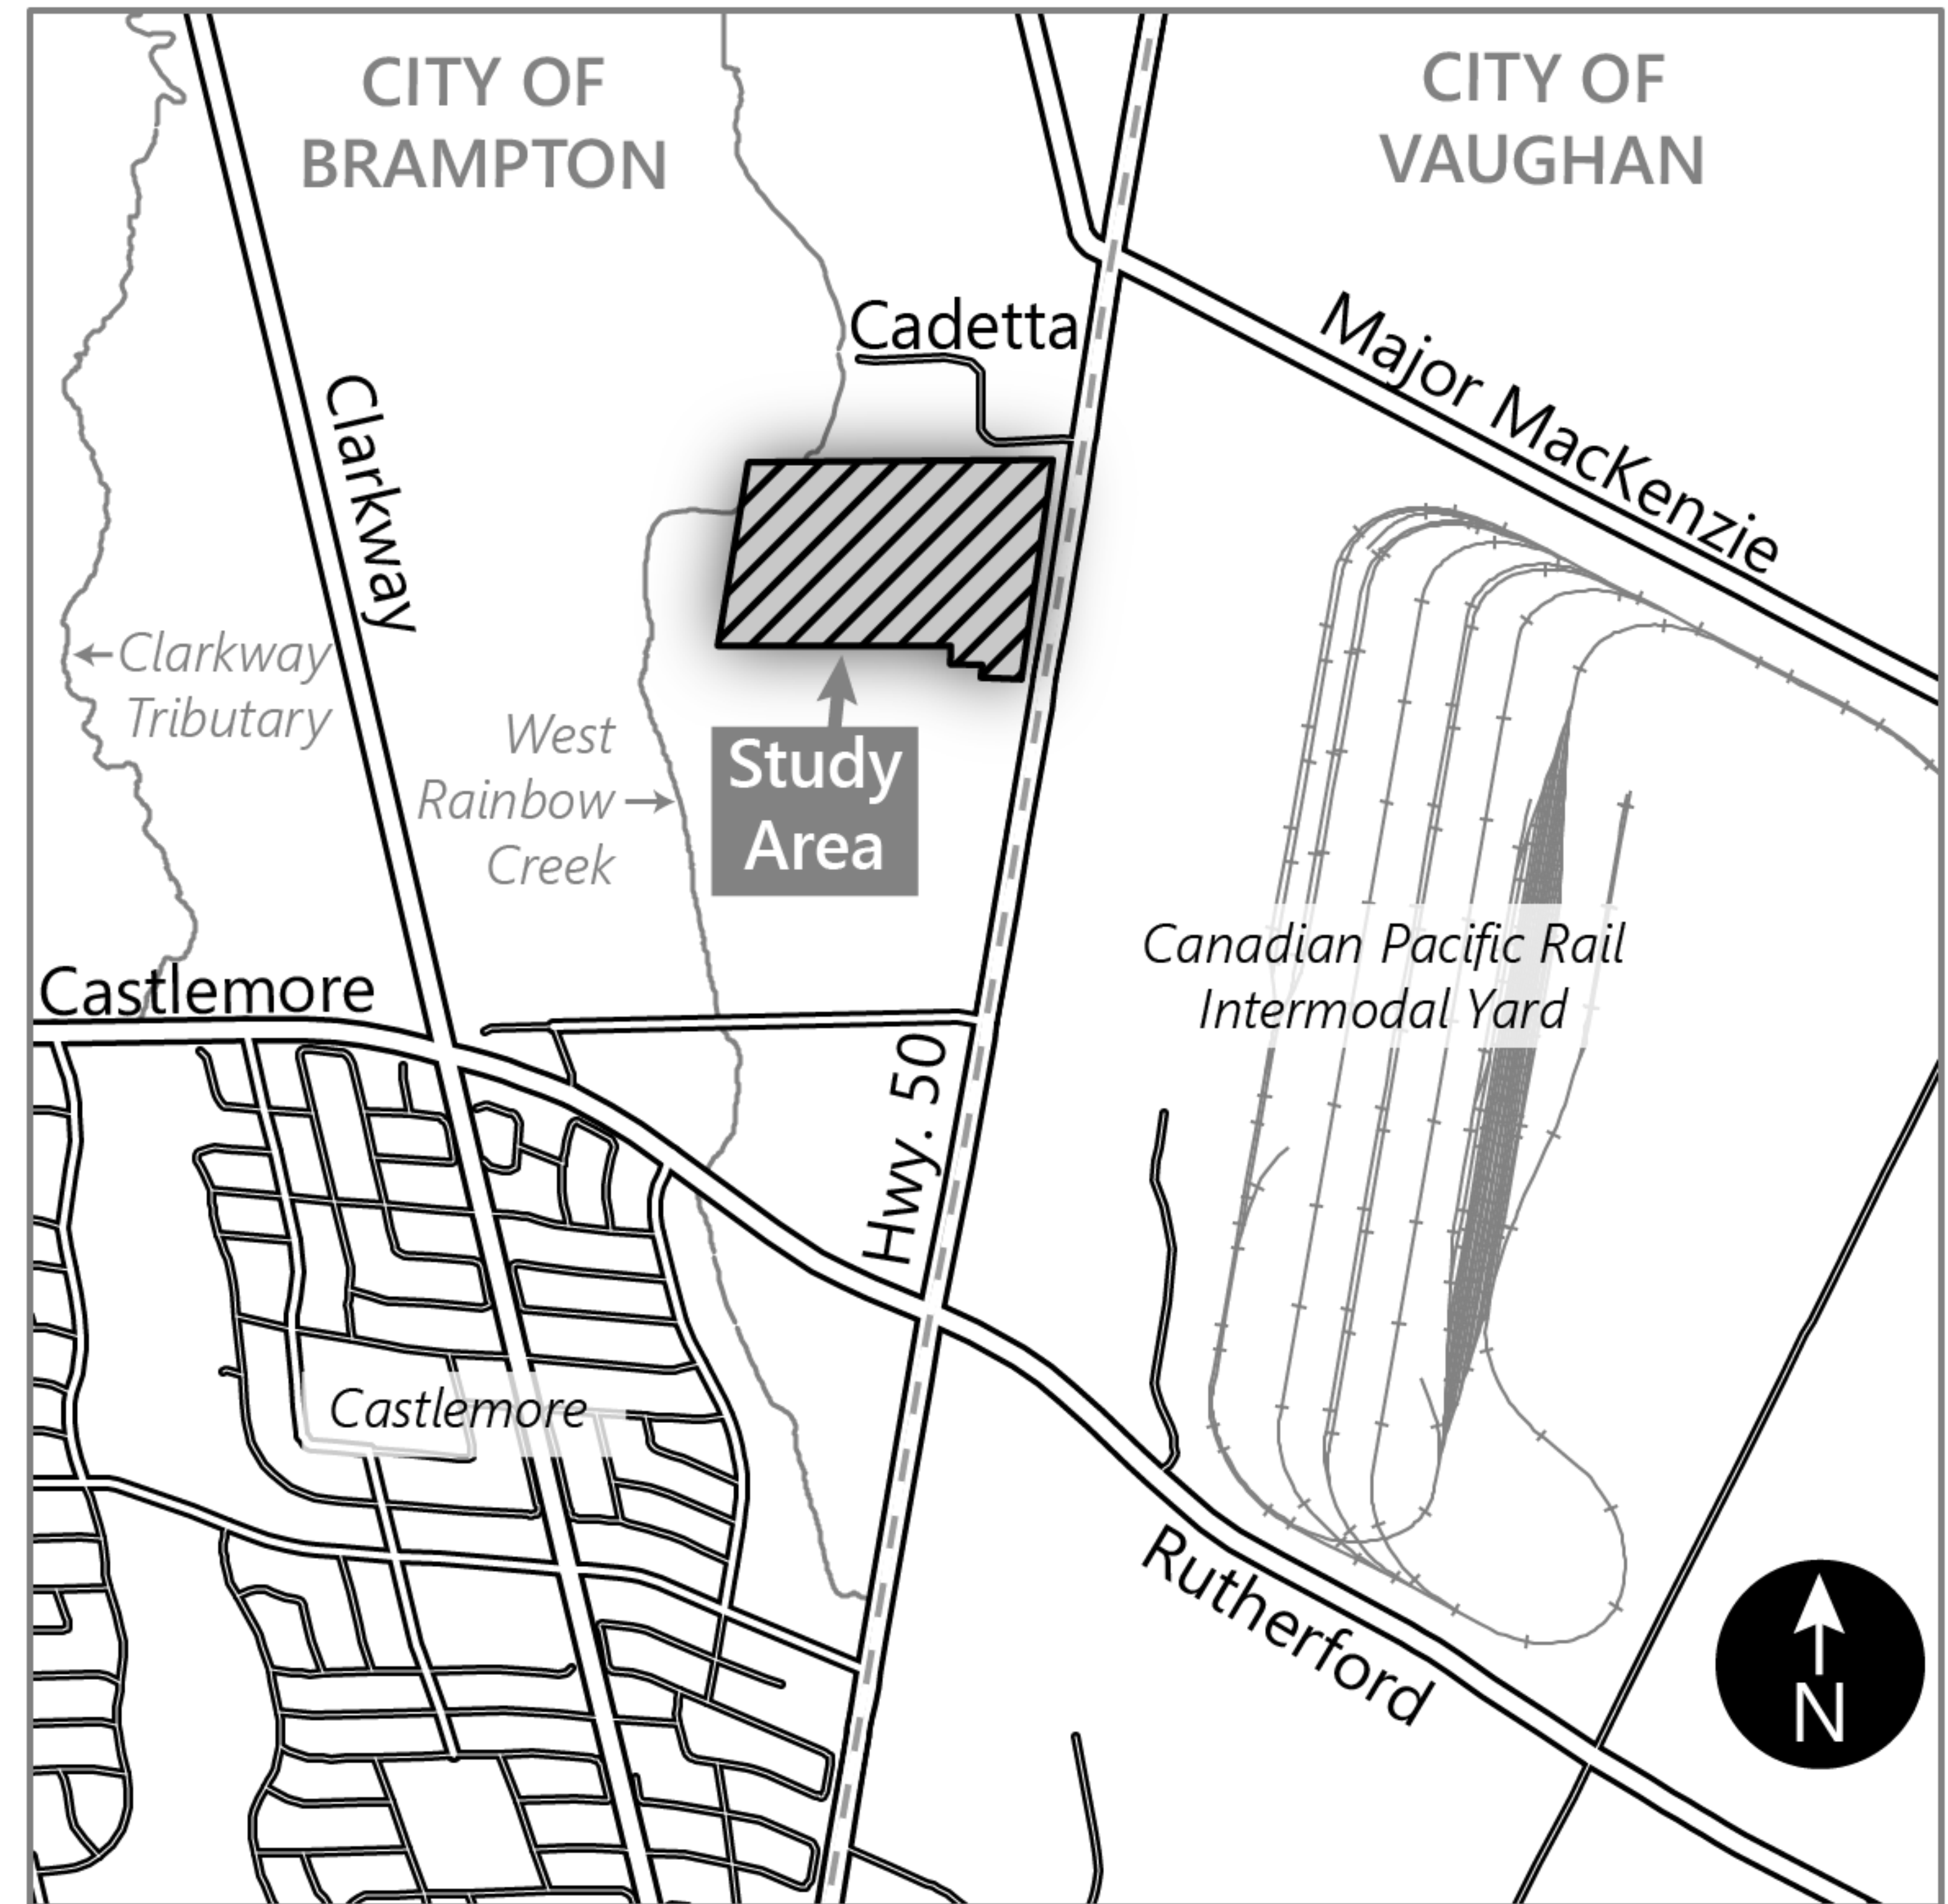 CITY OF
BRAMPTON
CITY OF
VAUGHAN
Cadetta
Major MacKenzie
Clarkway
Clarkway
Tributary
West
Rainbow
Creek
Study
Area
Canadian Pacific Rail
Intermodal Yard
Castlemore
Hwy. 50
Castlemore
Rutherford
N